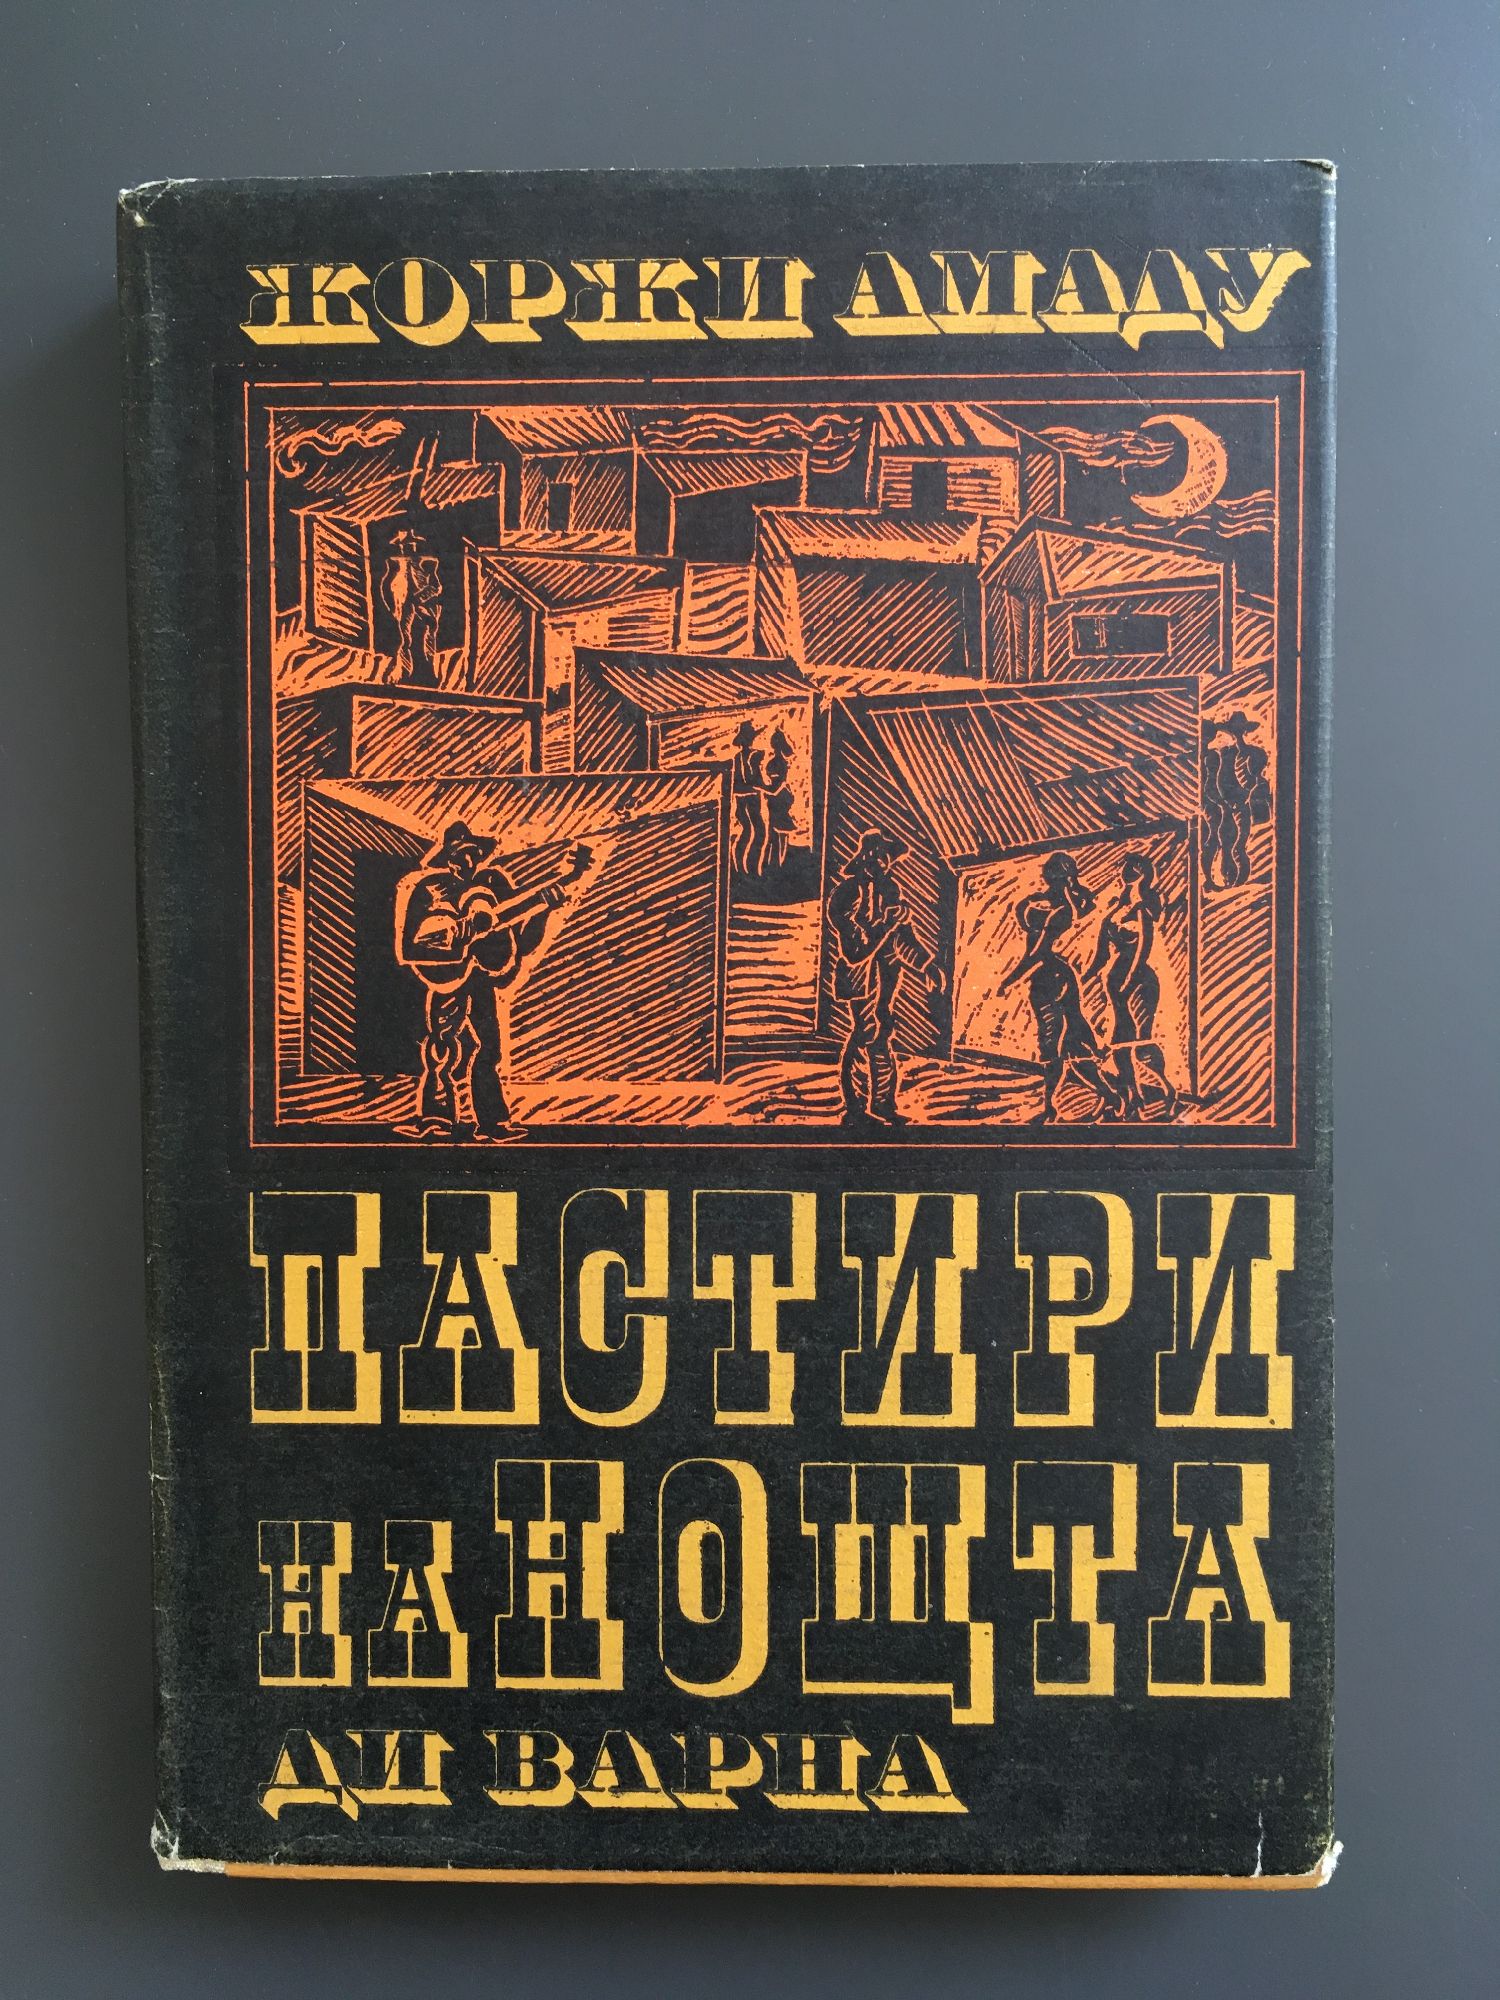 ЖОРЖИ АМАДУ
ПАСТИРИ
НА НОЩТА
ДИ ВАРНА